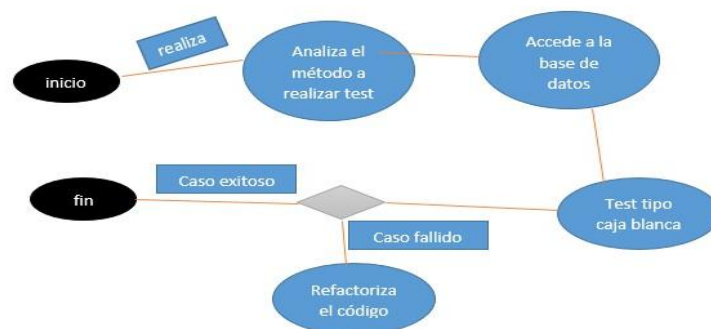 realiza
inicio
Analiza el
método a
realizar test
Accede a la
base de
datos
Test tipo
caja blanca
Caso exitoso
fin
Caso fallido
Refactoriza
el código